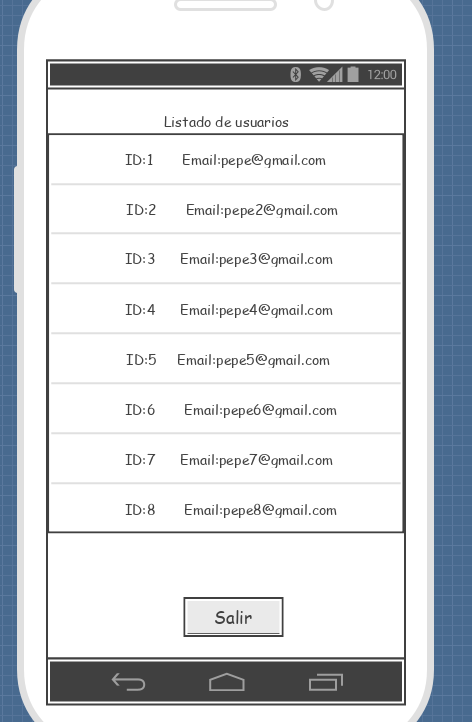 12:00
Listado de usuarios
ID:1 Email:pepe@gmail.com
ID:2 Email:pepe2@gmail.com
ID:3 Email:pepe3@gmail.com
ID:4 Email:pepe4@gmail.com
ID:5 Email:pepe5@gmail.com
ID:6 Email:pepe6@gmail.com
ID:7 Email:pepe7@gmail.com
ID:8 Email:pepe8@gmail.com
Salir